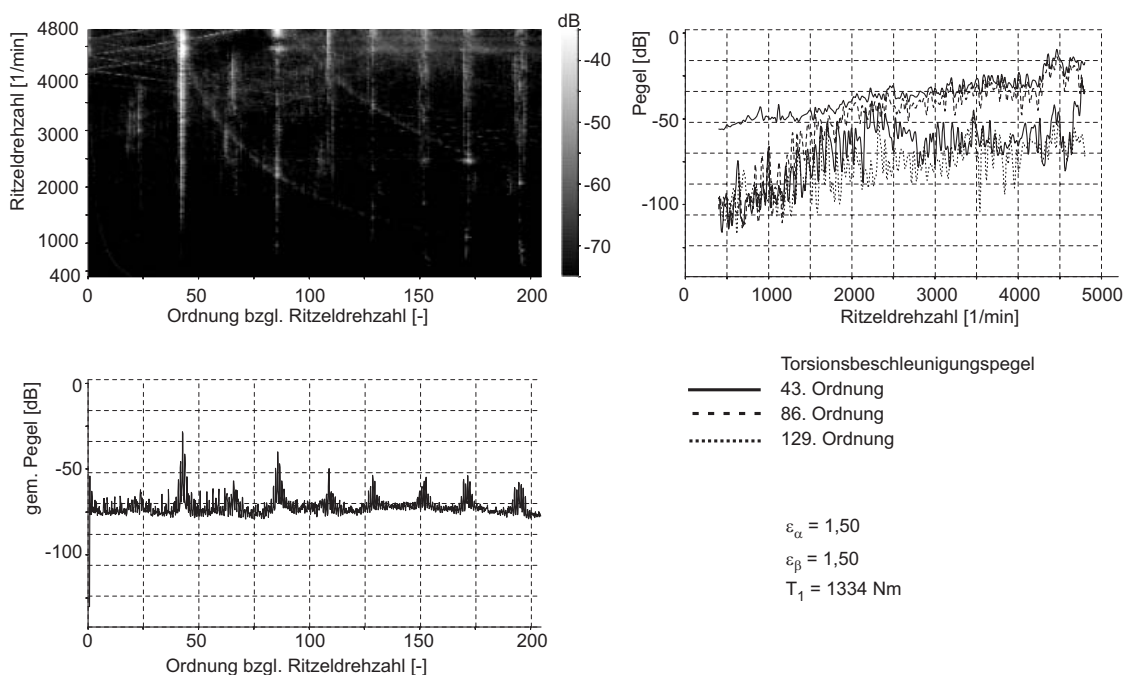 4800
4000
3000
2000
1000
400
Ritzeldrehzahl [1/min]
0
50
100
150
200
Ordnung bzgl. Ritzeldrehzahl [-]
dB
-40
-50
-60
-70
0
-50
-100
Pegel [dB]
0
1000
2000
3000
4000
5000
Ritzeldrehzahl [1/min]
Torsionsbeschleunigungspegel
43. Ordnung
86. Ordnung
129. Ordnung
0
-50
-100
gem. Pegel [dB]
0
50
100
150
200
Ordnung bzgl. Ritzeldrehzahl [-]
εα = 1,50
εβ = 1,50
T1 = 1334 Nm